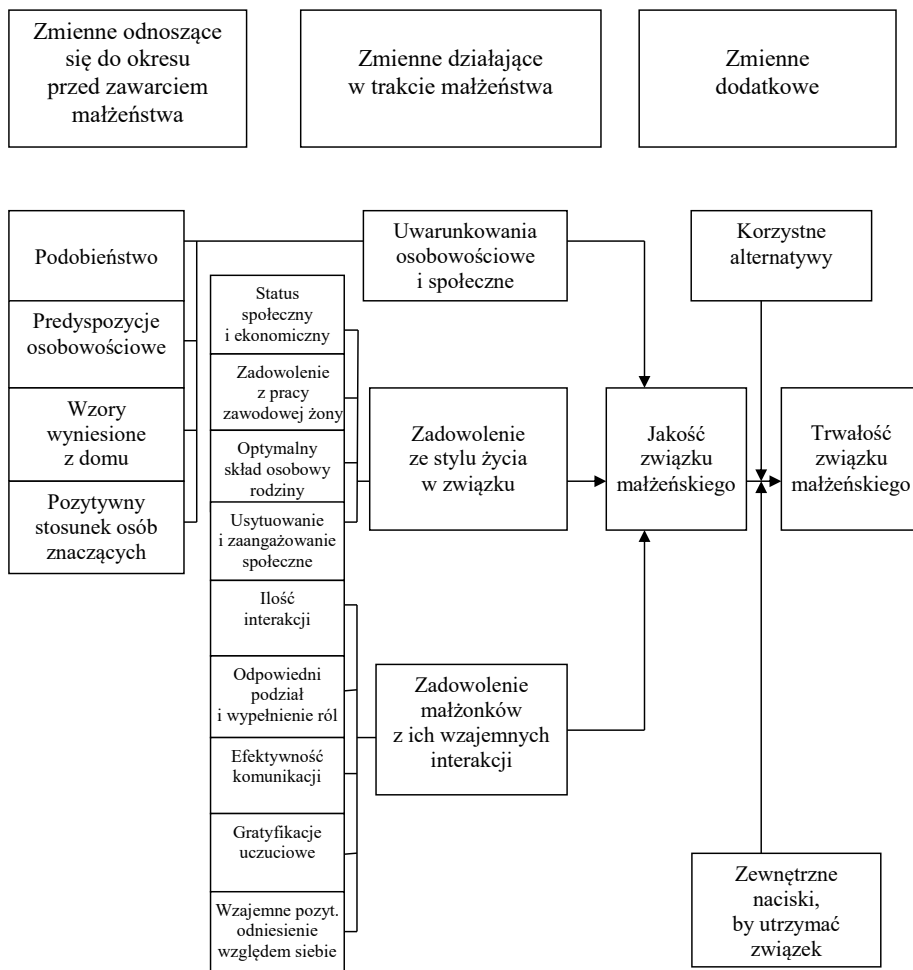 Zmienne odnoszące
się do okresu
przed zawarciem
małżeństwa
Zmienne działające
w trakcie małżeństwa
Zmienne
dodatkowe
Podobieństwo
Predyspozycje
osobowościowe
Wzory
wyniesione
z domu
Pozytywny
stosunek osób
znaczących
Status
społeczny
i ekonomiczny
Zadowolenie
z pracy
zawodowej żony
Optymalny
skład osobowy
rodziny
Usytuowanie
i zaangażowanie
społeczne
Ilość
interakcji
Odpowiedni
podział
i wypełnienie ról
Efektywność
komunikacji
Gratyfikacje
uczuciowe
Wzajemne pozyt.
odniesienie
względem siebie
Uwarunkowania
osobowościowe
i społeczne
Zadowolenie
ze stylu życia
w związku
Zadowolenie
małżonków
z ich wzajemnych
interakcji
Jakość
związku
małżeńskiego
Korzystne
alternatywy
Trwałość
związku
małżeńskiego
Zewnętrzne
naciski,
by utrzymać
związek